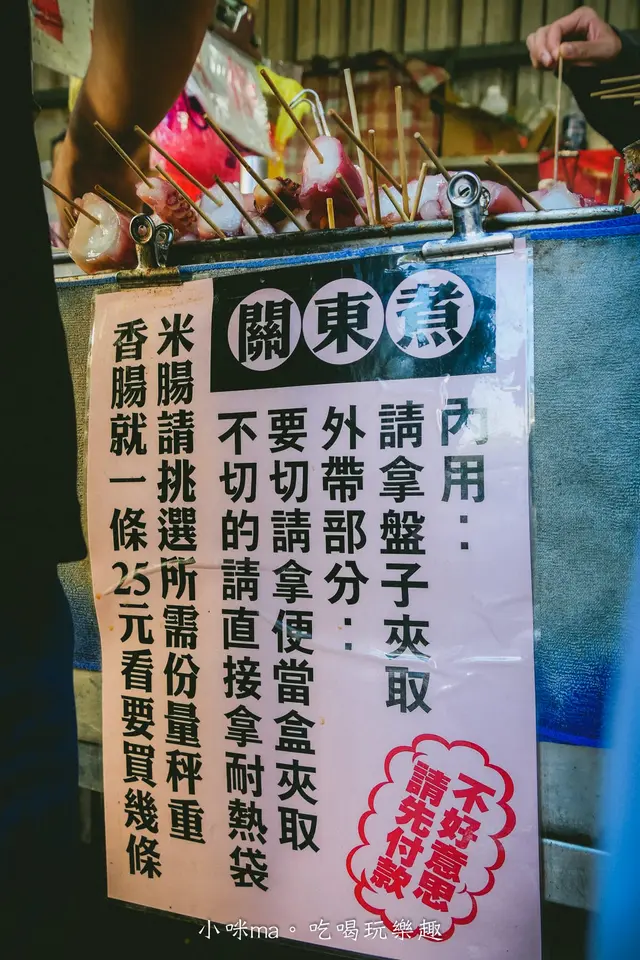 關東煮
內用：
請拿盤子夾取
外帶部分：
要切請拿便當盒夾取
不切的請直接拿耐熱袋
米腸請挑選所需份量秤重
香腸就一條25元看要買幾條
不好意思
請先付款
小咪ma。吃喝玩樂趣